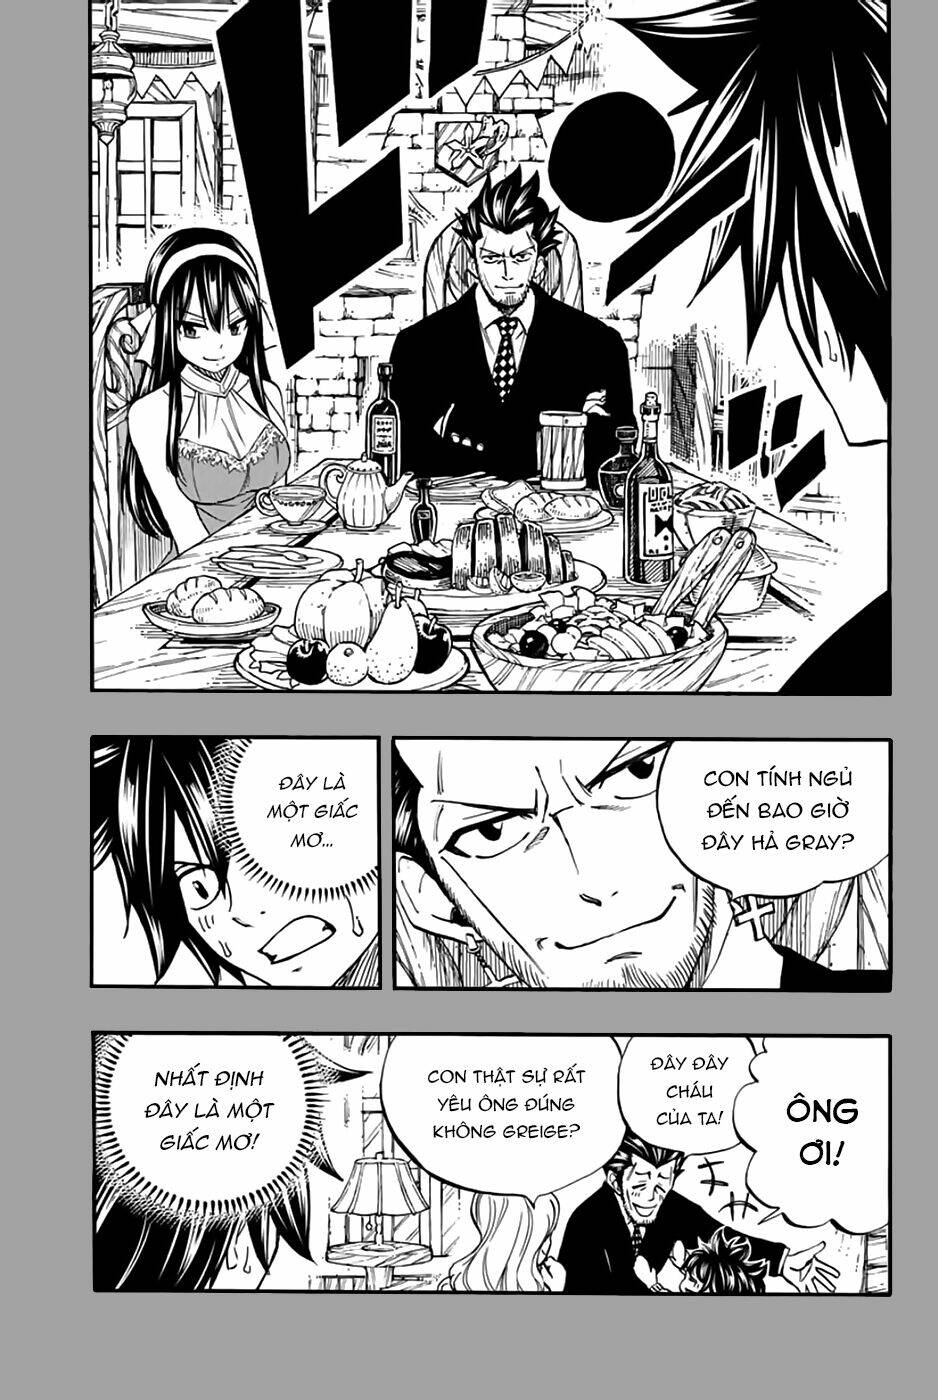 CON TÍNH NGỦ
ĐẾN BAO GIỜ
ĐÂY HẢ GRAY?
ĐÂY LÀ
MỘT GIẤC
MƠ...
ÔNG
ƠI!
ĐÂY ĐÂY
CHÁU
CỦA TA!
CON THẬT SỰ RẤT
YÊU ÔNG ĐÚNG
KHÔNG GREIGE?
NHẤT ĐỊNH
ĐÂY LÀ MỘT
GIẤC MƠ!